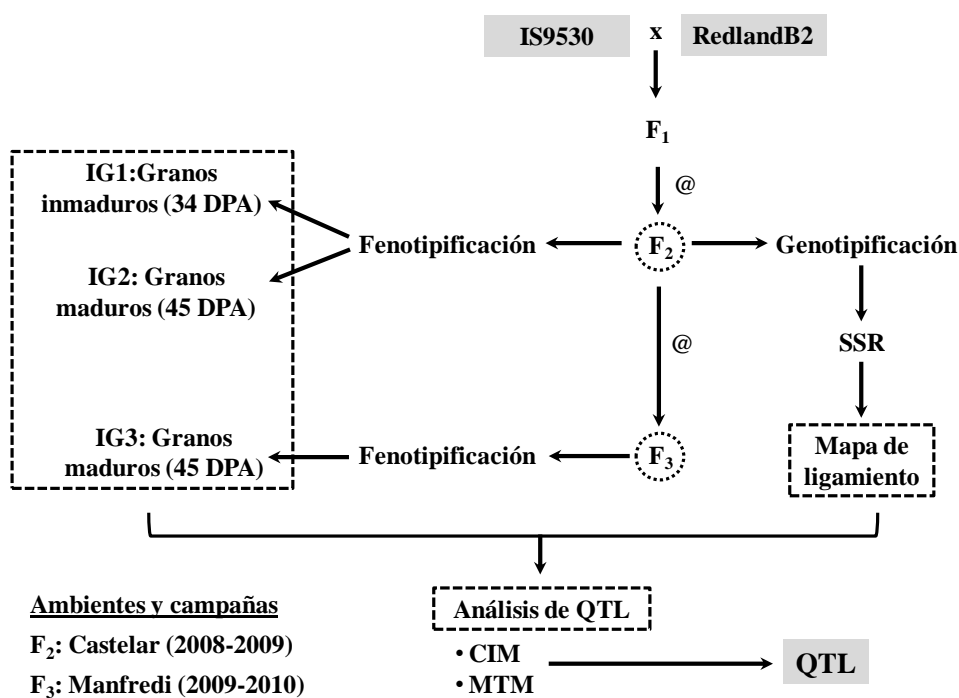 IS9530 x RedlandB2
F₁
@
IG1:Granos
inmaduros (34 DPA)
Fenotipificación
F₂
Genotipificación
IG2: Granos
maduros (45 DPA)
@
SSR
IG3: Granos
maduros (45 DPA)
Fenotipificación
F₃
Mapa de
ligamiento
Análisis de QTL
• CIM
• MTM
QTL
Ambientes y campañas
F₂: Castelar (2008-2009)
F₃: Manfredi (2009-2010)